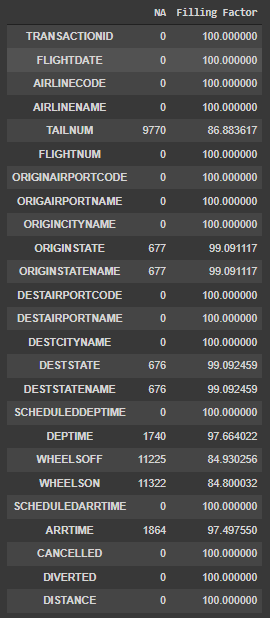 NA Filling Factor
TRANSACTIONID 0 100.000000
FLIGHTDATE 0 100.000000
AIRLINECODE 0 100.000000
AIRLINENAME 0 100.000000
TAILNUM 9770 86.883617
FLIGHTNUM 0 100.000000
ORIGINAIRPORTCODE 0 100.000000
ORIGAIRPORTNAME 0 100.000000
ORIGINCITYNAME 0 100.000000
ORIGINSTATE 677 99.091117
ORIGINSTATENAME 677 99.091117
DESTAIRPORTCODE 0 100.000000
DESTAIRPORTNAME 0 100.000000
DESTCITYNAME 0 100.000000
DESTSTATE 676 99.092459
DESTSTATENAME 676 99.092459
SCHEDULEDDEPTIME 0 100.000000
DEPTIME 1740 97.664022
WHEELSOFF 11225 84.930256
WHEELSON 11322 84.800032
SCHEDULEDARRTIME 0 100.000000
ARRTIME 1864 97.497550
CANCELLED 0 100.000000
DIVERTED 0 100.000000
DISTANCE 0 100.000000